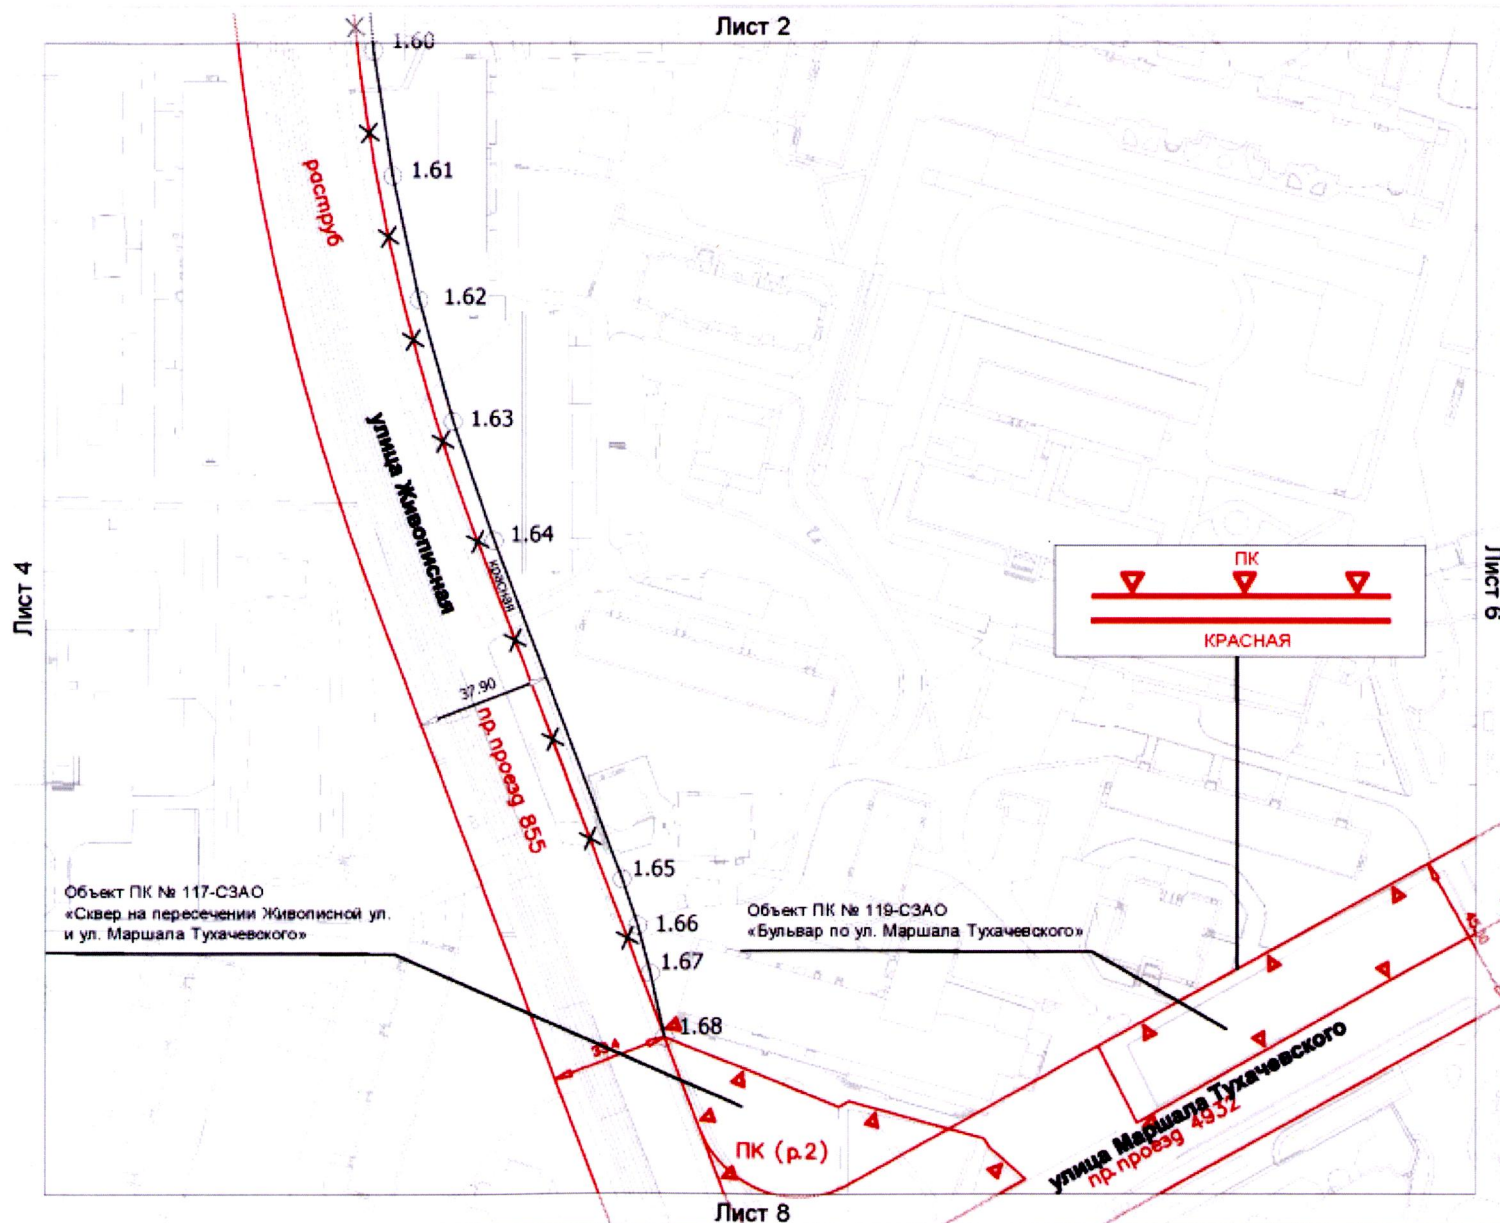 Лист 2
1.60
1.61
раструб
1.62
1.63
улица Живописная
1.64
красная
ПК
КРАСНАЯ
Лист 4
Лист 6
37.90
пр.проезд 855
1.65
Объект ПК № 117-СЗАО
«Сквер на пересечении Живописной ул.
и ул. Маршала Тухачевского»
1.66
Объект ПК № 119-СЗАО
«Бульвар по ул. Маршала Тухачевского»
1.67
1.68
ПК (р.2)
улица Маршала Тухачевского
пр.проезд 4932
Лист 8